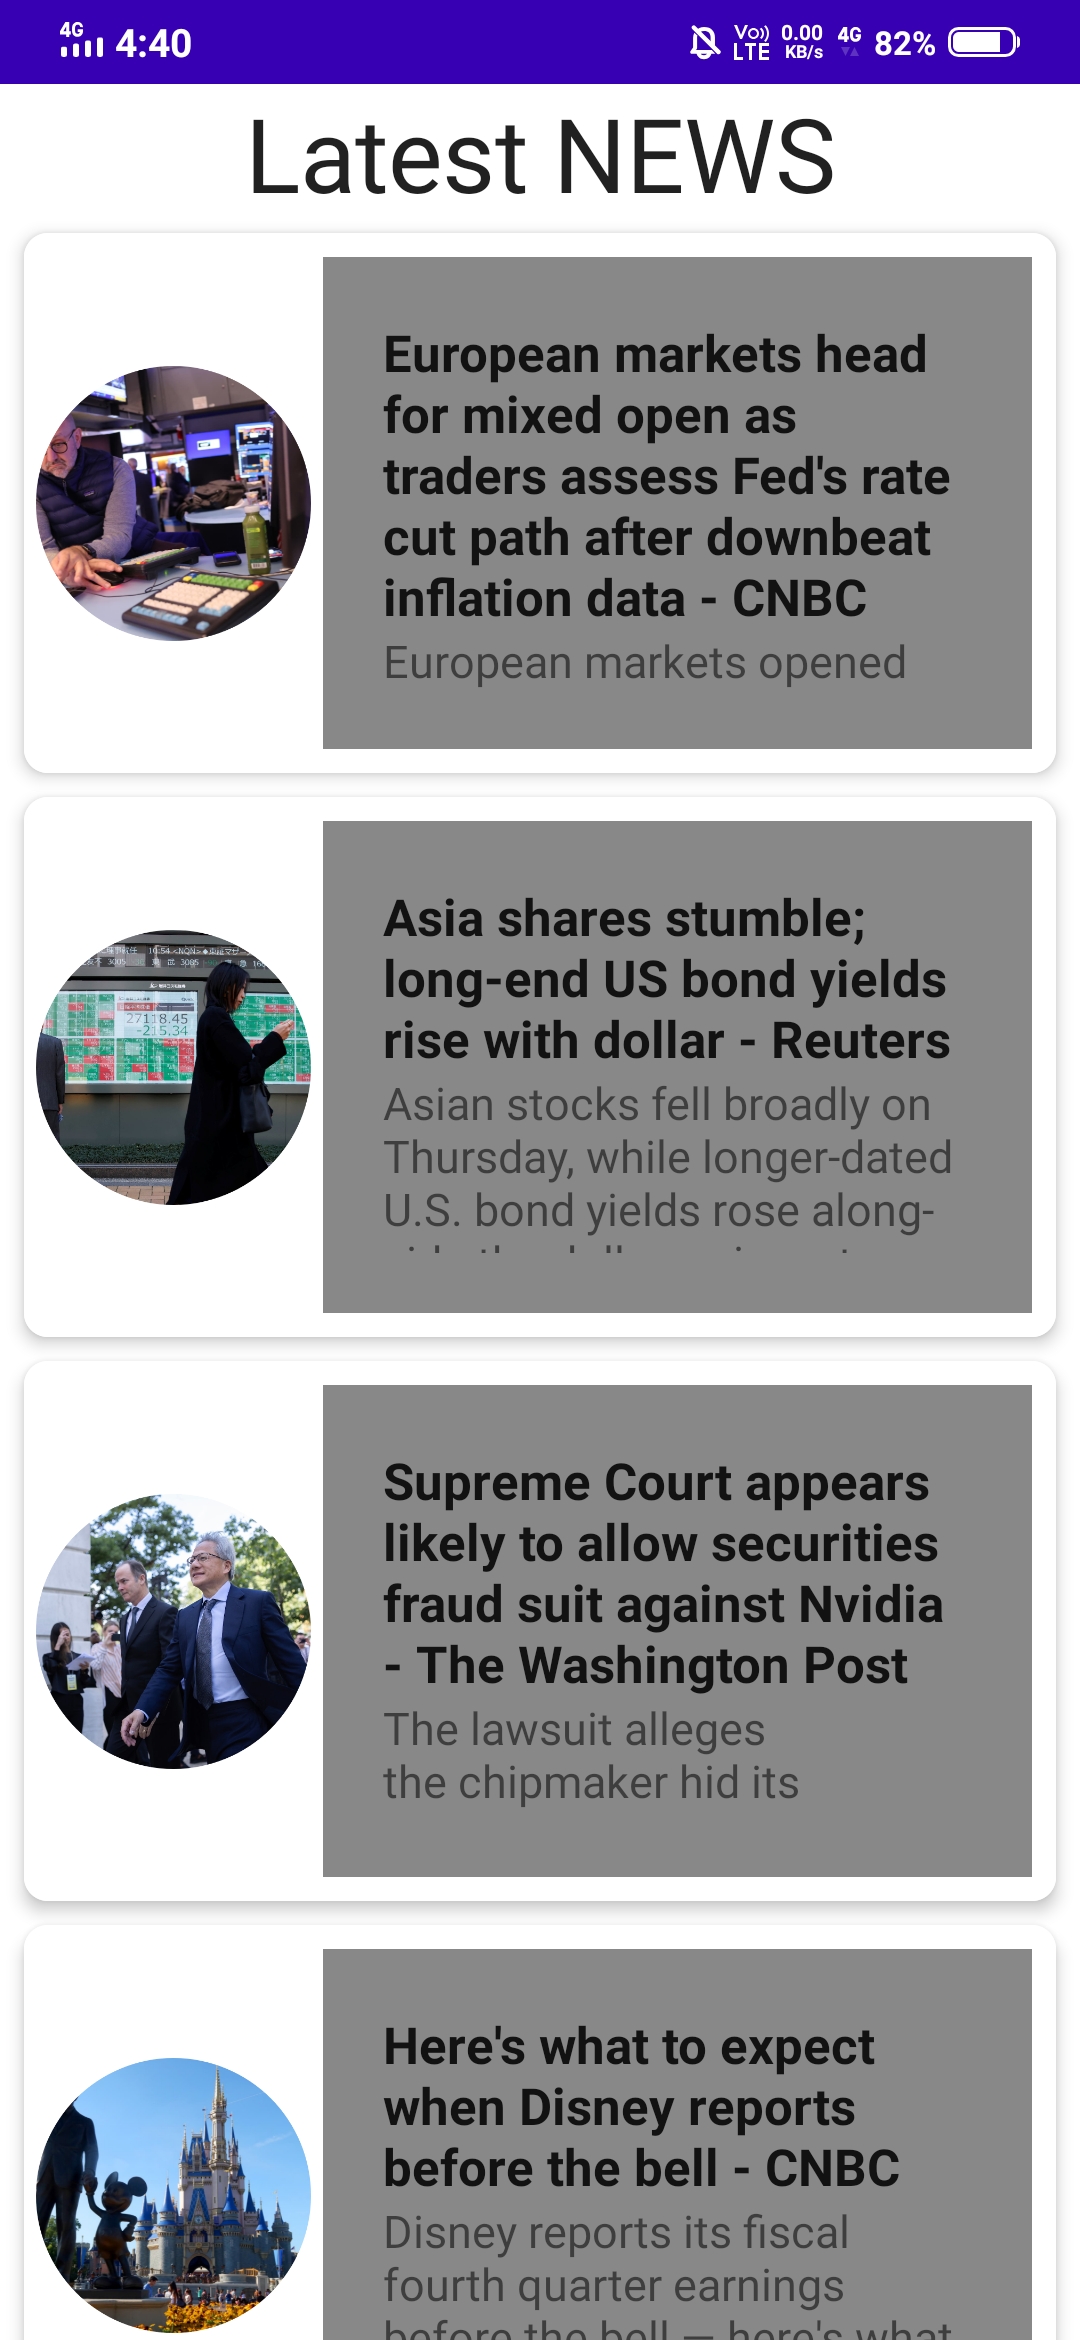 4G 4:40 Vo)) LTE 0.00 KB/s 4G 82%
Latest NEWS
European markets head
for mixed open as
traders assess Fed's rate
cut path after downbeat
inflation data - CNBC
European markets opened
27118.45
-215.34
Asia shares stumble;
long-end US bond yields
rise with dollar - Reuters
Asian stocks fell broadly on
Thursday, while longer-dated
U.S. bond yields rose along-
Supreme Court appears
likely to allow securities
fraud suit against Nvidia
- The Washington Post
The lawsuit alleges
the chipmaker hid its
Here's what to expect
when Disney reports
before the bell - CNBC
Disney reports its fiscal
fourth quarter earnings
before the bell — here's what